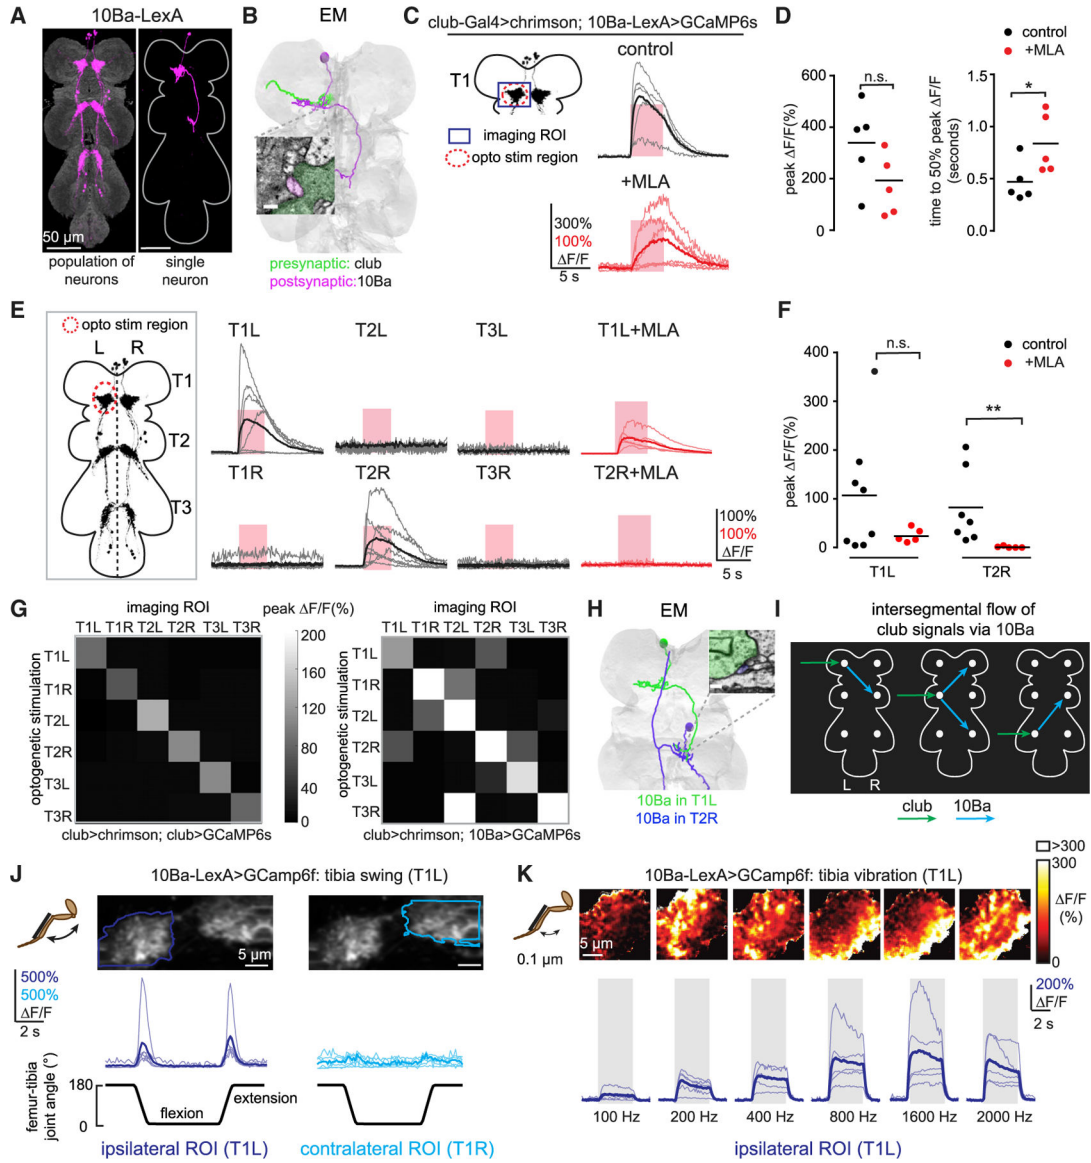 A
10Ba-LexA
50 μm
population of neurons
single neuron
B
EM
presynaptic: club
postsynaptic:10Ba
C
club-Gal4>chrimson; 10Ba-LexA>GCaMP6s
control
T1
imaging ROI
opto stim region
+MLA
300%
100%
ΔF/F
5 s
D
control
+MLA
n.s.
peak ΔF/F(%)
600
400
200
0
*
time to 50% peak ΔF/F
(seconds)
1.5
1.0
0.5
0.0
E
opto stim region
L R
T1
T2
T3
T1L
T2L
T3L
T1L+MLA
T1R
T2R
T3R
T2R+MLA
100%
100%
ΔF/F
5 s
F
control
+MLA
n.s.
**
peak ΔF/F(%)
400
300
200
100
0
T1L
T2R
G
imaging ROI
T1L T1R T2L T2R T3L T3R
optogenetic stimulation
T1L
T1R
T2L
T2R
T3L
T3R
club>chrimson; club>GCaMP6s
peak ΔF/F(%)
200
160
120
80
40
0
imaging ROI
T1L T1R T2L T2R T3L T3R
optogenetic stimulation
T1L
T1R
T2L
T2R
T3L
T3R
club>chrimson; 10Ba>GCaMP6s
H
EM
10Ba in T1L
10Ba in T2R
I
intersegmental flow of
club signals via 10Ba
L R
club
10Ba
J
10Ba-LexA>GCamp6f: tibia swing (T1L)
5 μm
500%
500%
ΔF/F
2 s
femur-tibia
joint angle (°)
180
0
flexion
extension
ipsilateral ROI (T1L)
contralateral ROI (T1R)
K
10Ba-LexA>GCamp6f: tibia vibration (T1L)
0.1 μm
5 μm
>300
300
ΔF/F
(%)
0
200%
ΔF/F
2 s
100 Hz
200 Hz
400 Hz
800 Hz
1600 Hz
2000 Hz
ipsilateral ROI (T1L)